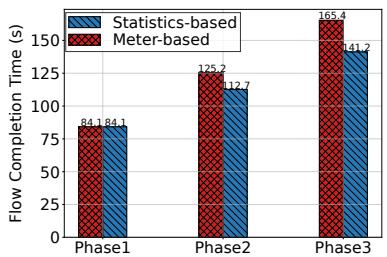 Statistics-based
Meter-based
Flow Completion Time (s)
150
125
100
75
50
25
0
84.1
84.1
125.2
112.7
165.4
141.2
Phase1
Phase2
Phase3